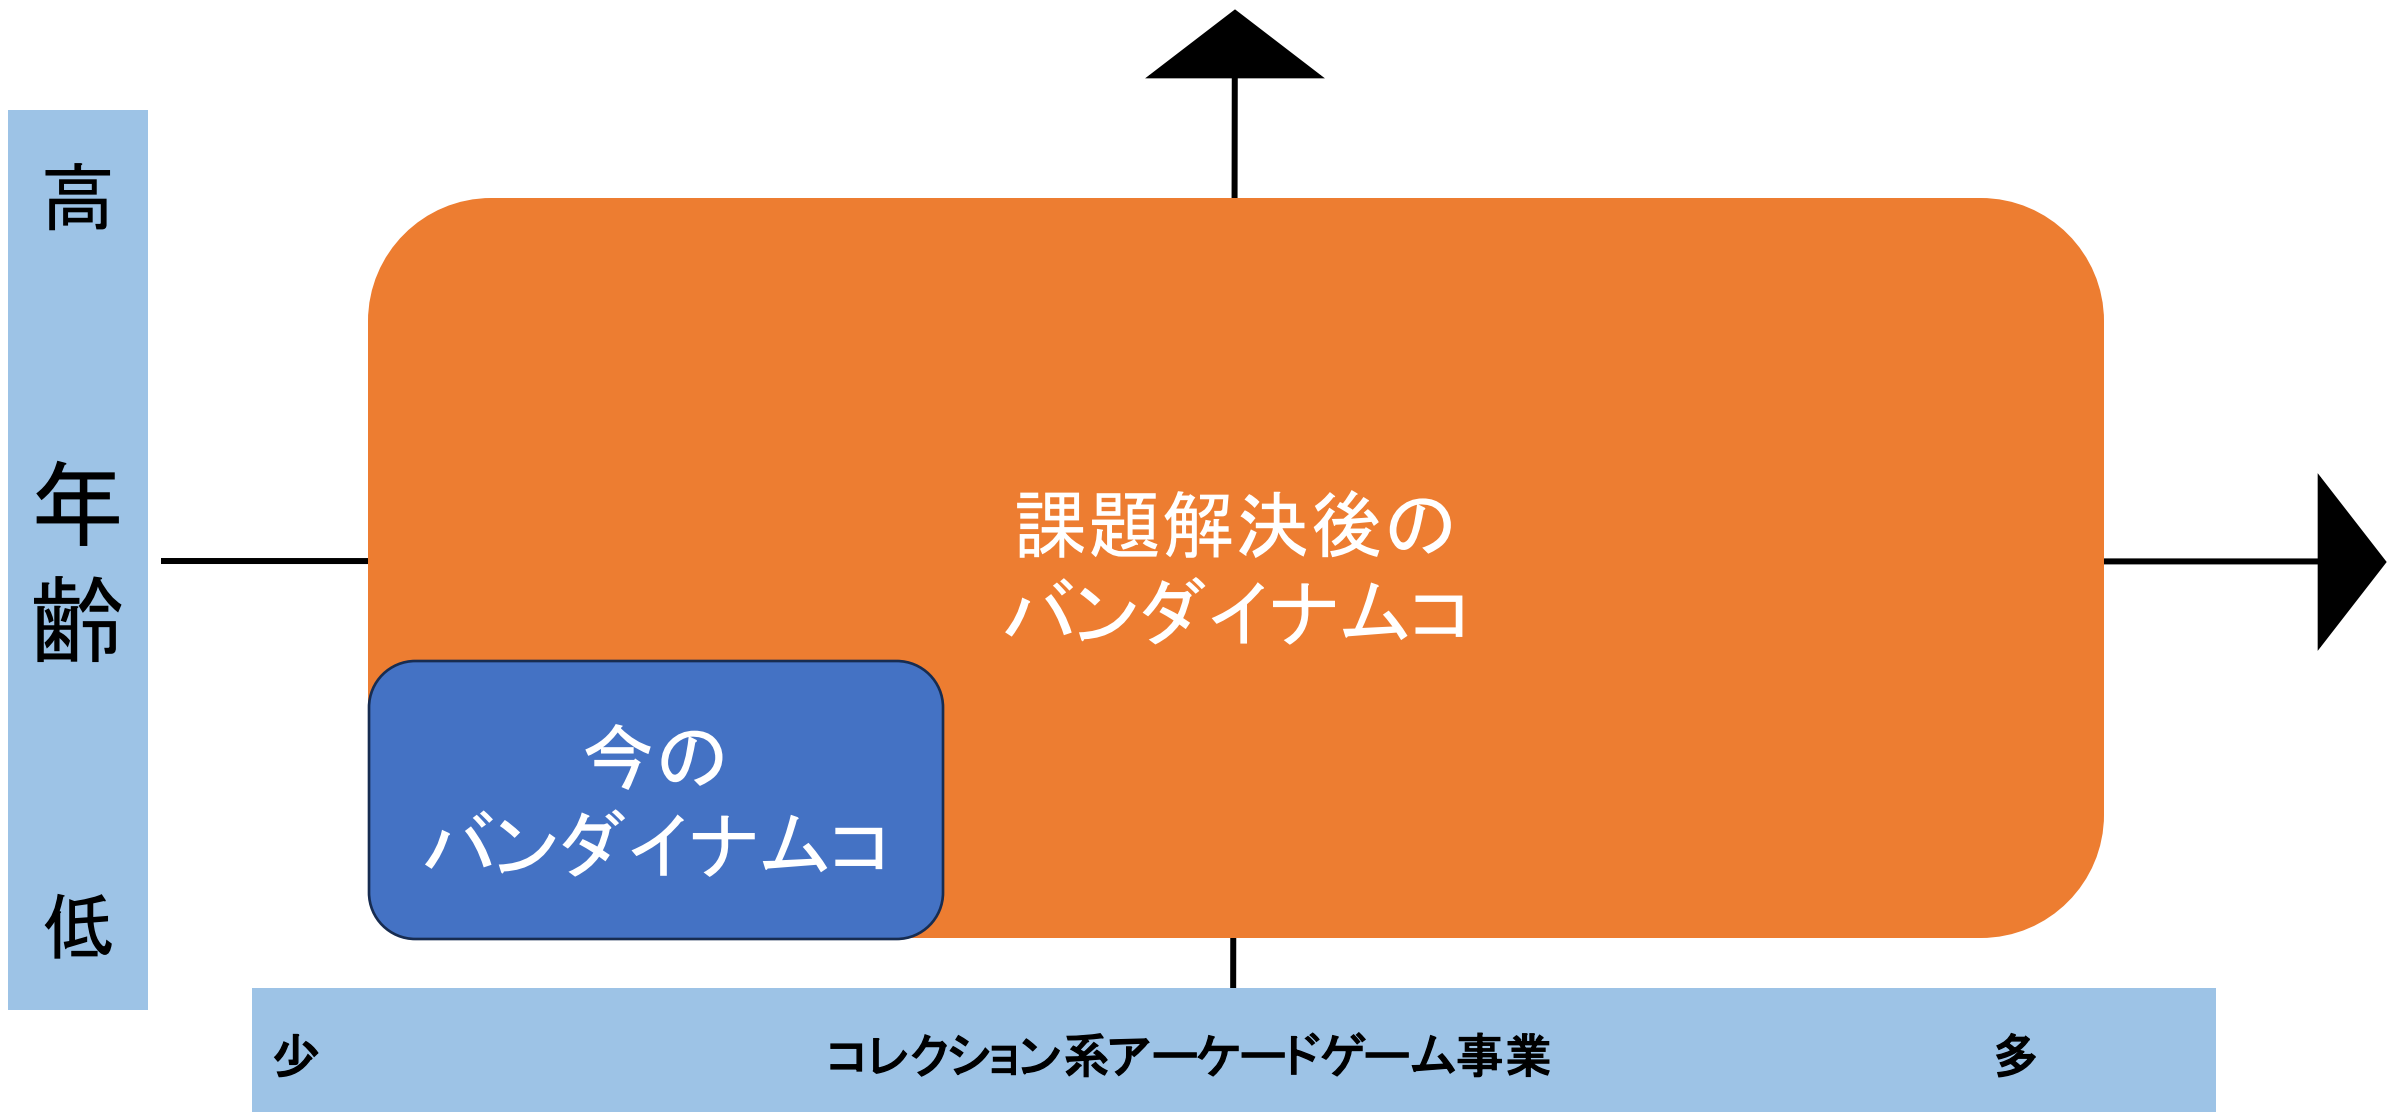 高
年
齢
低
課題解決後の
バンダイナムコ
今の
バンダイナムコ
少
コレクション系アーケードゲーム事業
多